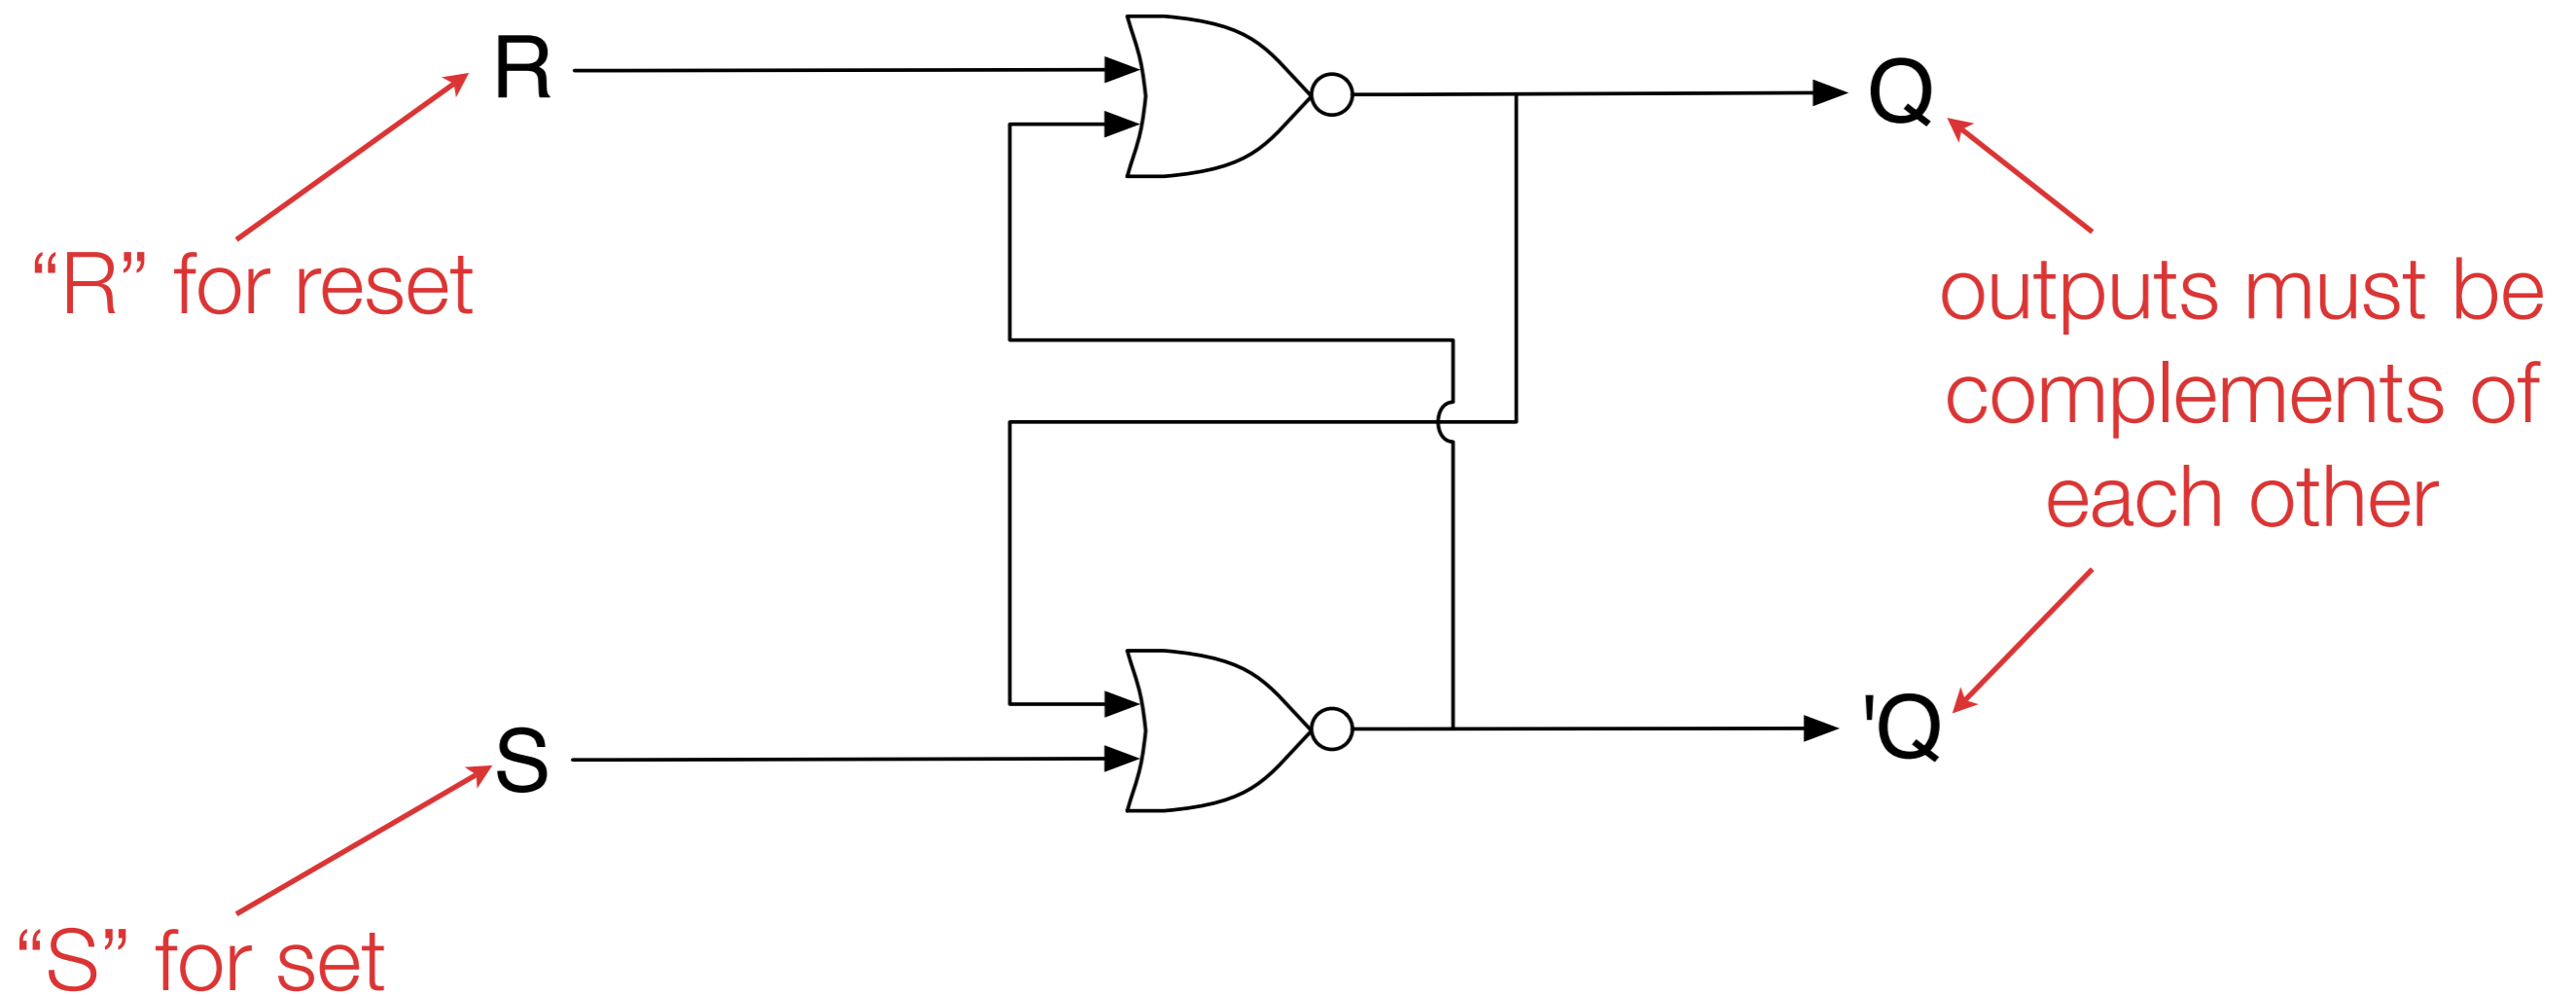 R
Q
“R” for reset
outputs must be
complements of
each other
S
'Q
“S” for set